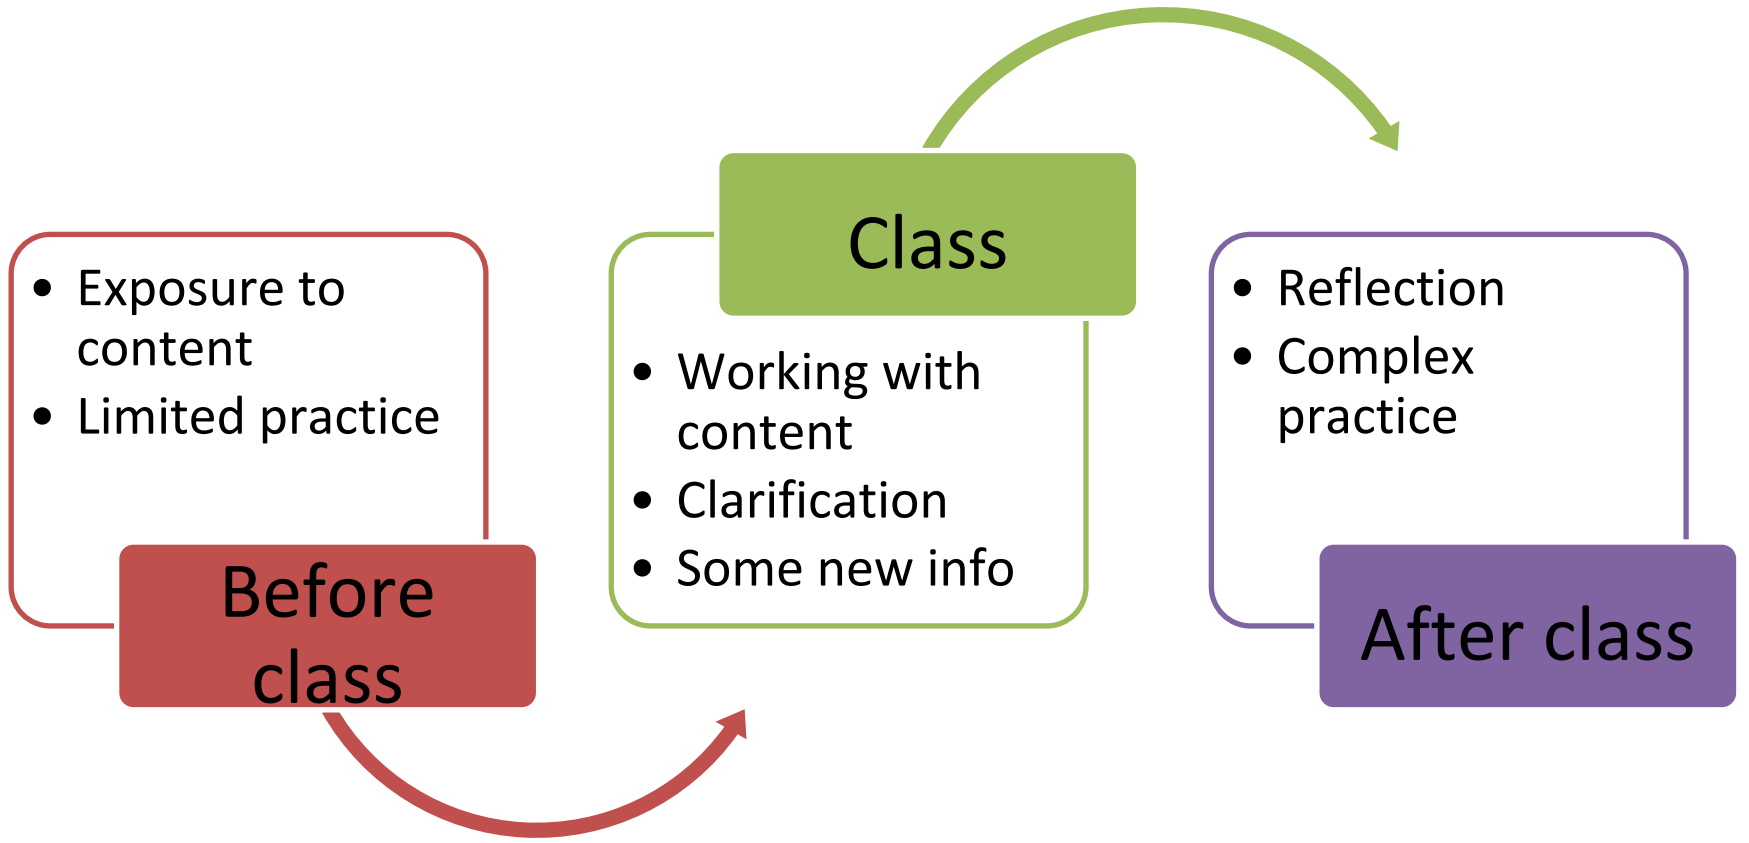 • Exposure to
content
• Limited practice
Before
class
Class
• Working with
content
• Clarification
• Some new info
• Reflection
• Complex
practice
After class